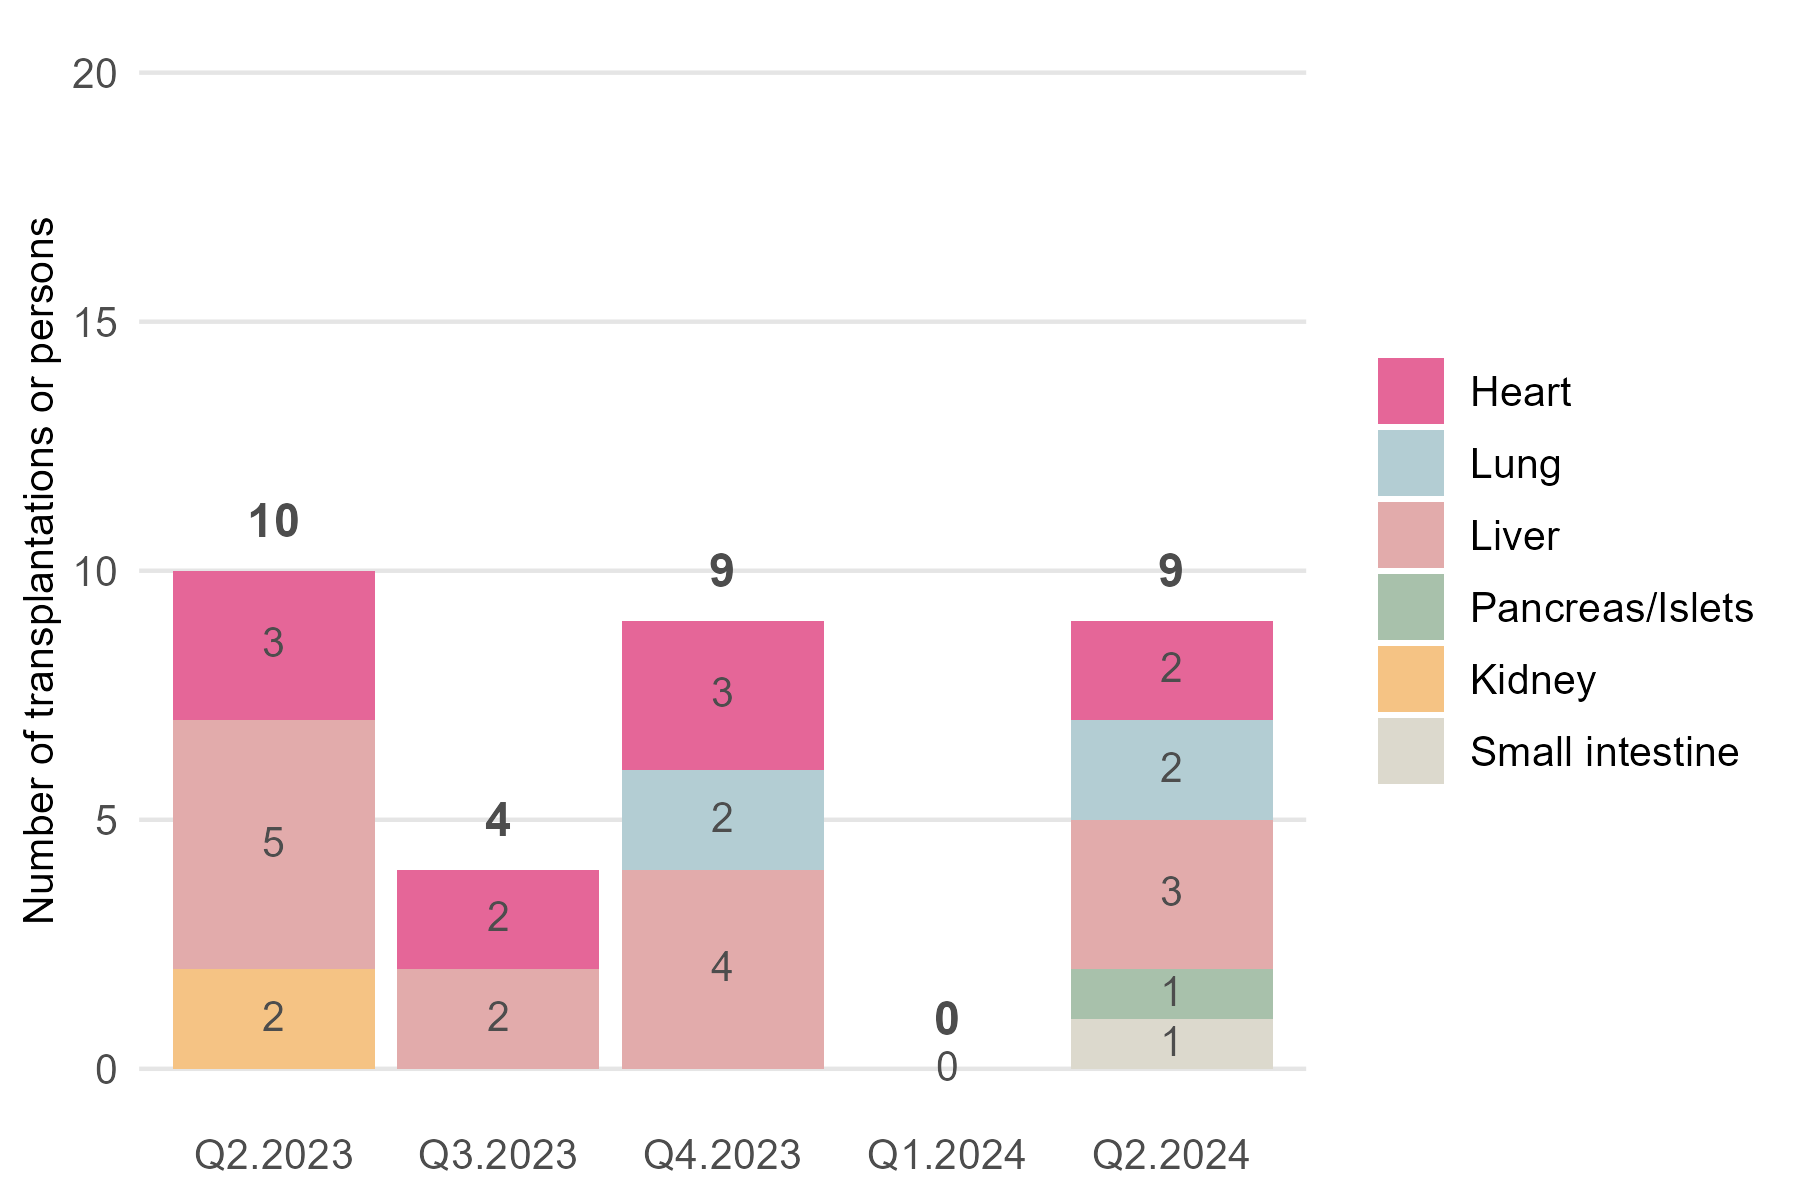 Number of transplantations or persons
20
15
10
5
0
10
3
5
2
4
2
2
9
3
2
4
0
0
9
2
2
3
1
1
Q2.2023
Q3.2023
Q4.2023
Q1.2024
Q2.2024
Heart
Lung
Liver
Pancreas/Islets
Kidney
Small intestine